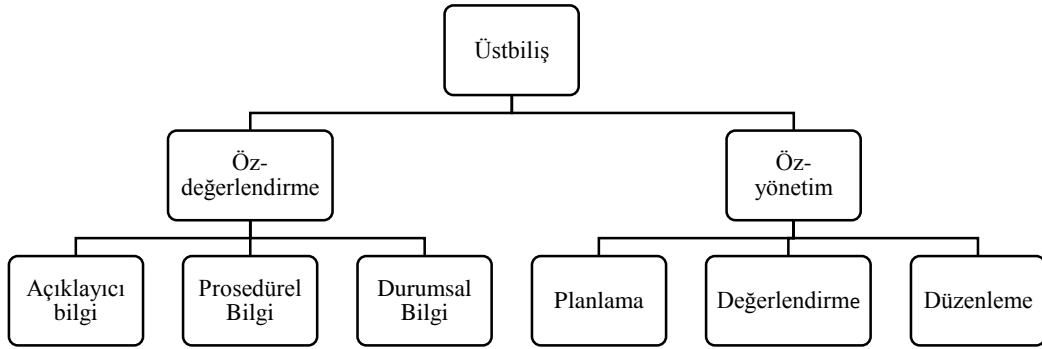 Üstbiliş
Öz-
değerlendirme
Öz-
yönetim
Açıklayıcı
bilgi
Prosedürel
Bilgi
Durumsal
Bilgi
Planlama
Değerlendirme
Düzenleme